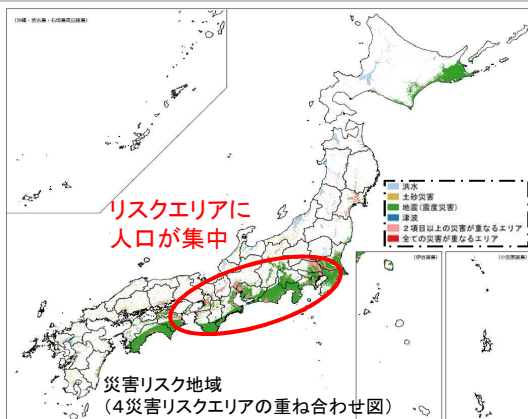 (沖縄・宮古島・石垣島周辺諸島)
リスクエリアに
人口が集中
洪水
土砂災害
地震(震度災害)
津波
2項目以上の災害が重なるエリア
全ての災害が重なるエリア
(伊豆諸島)
(小笠原諸島)
災害リスク地域
(4災害リスクエリアの重ね合わせ図)